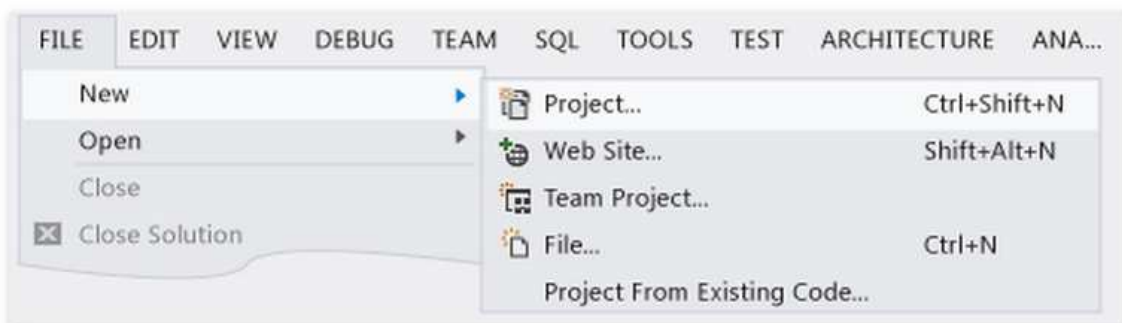 FILE EDIT VIEW DEBUG TEAM SQL TOOLS TEST ARCHITECTURE ANA...
New
Open
Close
Close Solution
Project... Ctrl+Shift+N
Web Site... Shift+Alt+N
Team Project...
File... Ctrl+N
Project From Existing Code...